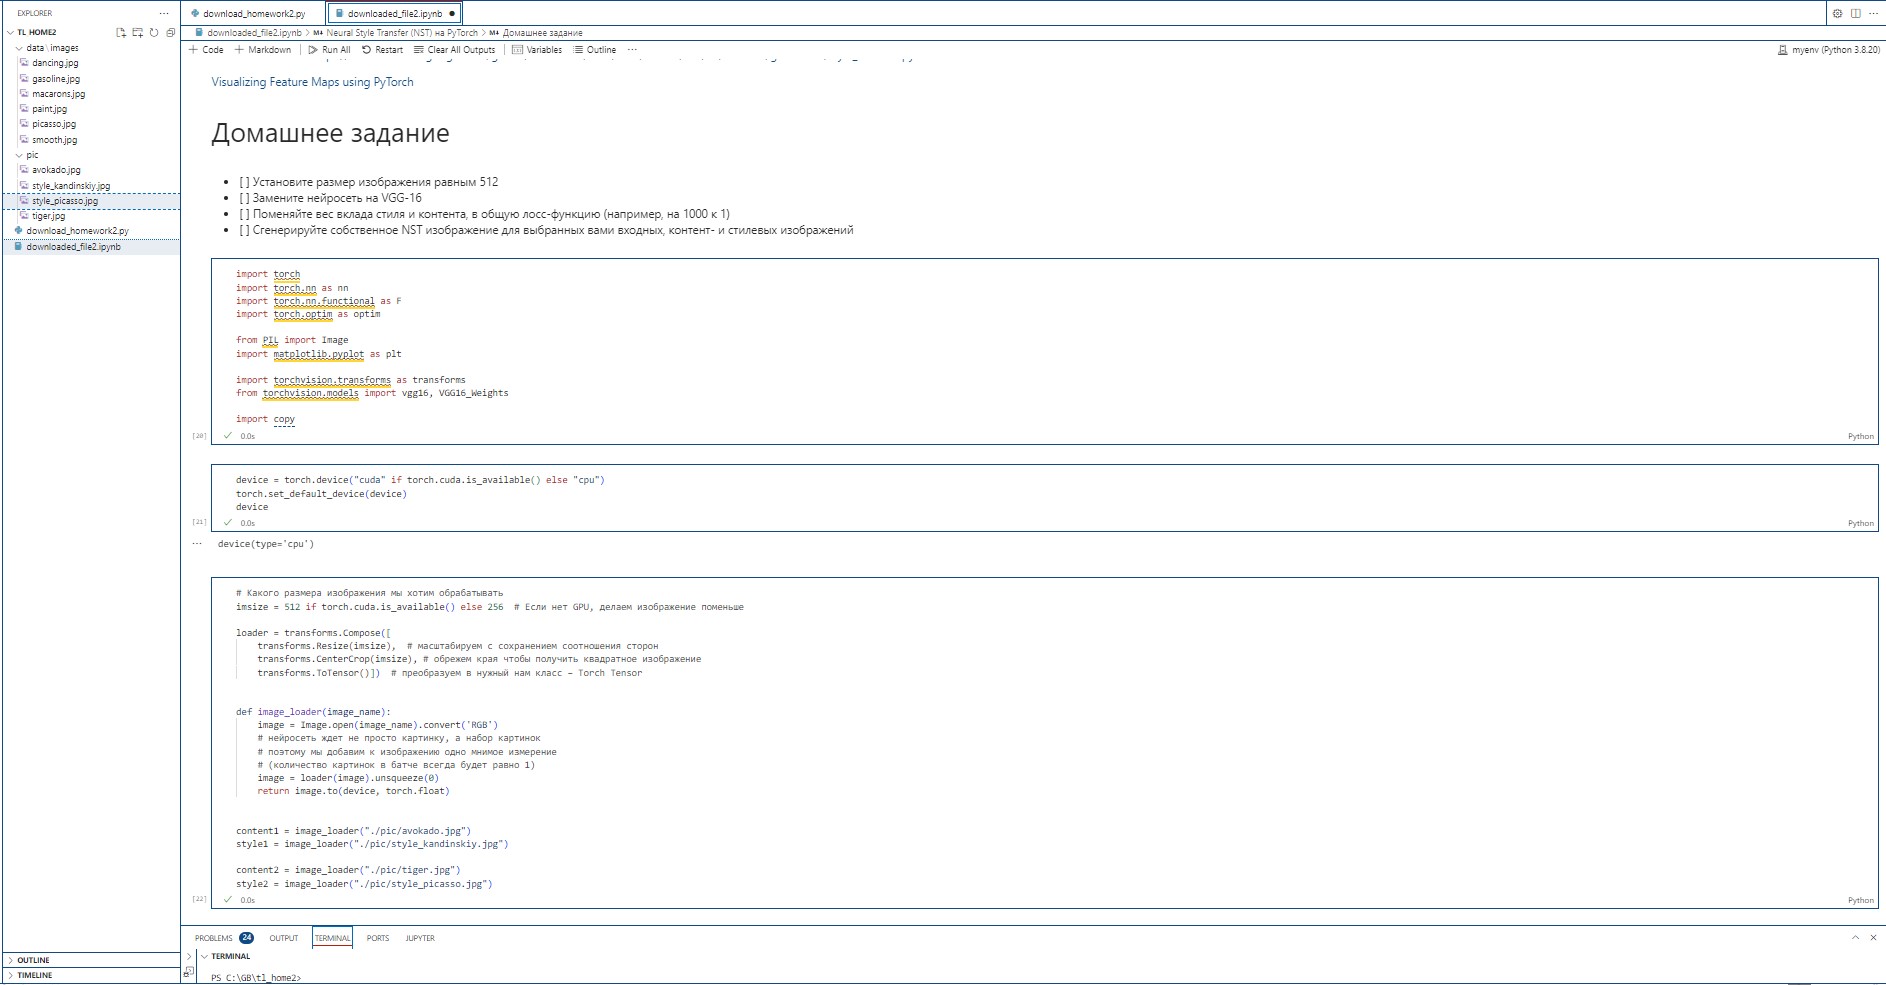 EXPLORER
TL HOME2
data \ images
dancing.jpg
gasoline.jpg
macarons.jpg
paint.jpg
picasso.jpg
smooth.jpg
pic
avokado.jpg
style_kandinskiy.jpg
style_picasso.jpg
tiger.jpg
download_homework2.py
downloaded_file2.ipynb
OUTLINE
TIMELINE
download_homework2.py
downloaded_file2.ipynb
downloaded_file2.ipynb > M↓ Neural Style Transfer (NST) на PyTorch > M↓ Домашнее задание
+ Code + Markdown | Run All Restart Clear All Outputs | Variables Outline ...
myenv (Python 3.8.20)
Visualizing Feature Maps using PyTorch
Домашнее задание
• [ ] Установите размер изображения равным 512
• [ ] Замените нейросеть на VGG-16
• [ ] Поменяйте вес вклада стиля и контента, в общую лосс-функцию (например, на 1000 к 1)
• [ ] Сгенерируйте собственное NST изображение для выбранных вами входных, контент- и стилевых изображений
import torch
import torch.nn as nn
import torch.nn.functional as F
import torch.optim as optim
from PIL import Image
import matplotlib.pyplot as plt
import torchvision.transforms as transforms
from torchvision.models import vgg16, VGG16_Weights
import copy
[20] ✓ 0.0s Python
device = torch.device("cuda" if torch.cuda.is_available() else "cpu")
torch.set_default_device(device)
device
[21] ✓ 0.0s Python
... device(type='cpu')
# Какого размера изображения мы хотим обрабатывать
imsize = 512 if torch.cuda.is_available() else 256 # Если нет GPU, делаем изображение поменьше
loader = transforms.Compose([
transforms.Resize(imsize), # масштабируем с сохранением соотношения сторон
transforms.CenterCrop(imsize), # обрежем края чтобы получить квадратное изображение
transforms.ToTensor()]) # преобразуем в нужный нам класс – Torch Tensor
def image_loader(image_name):
image = Image.open(image_name).convert('RGB')
# нейросеть ждет не просто картинку, а набор картинок
# поэтому мы добавим к изображению одно мнимое измерение
# (количество картинок в батче всегда будет равно 1)
image = loader(image).unsqueeze(0)
return image.to(device, torch.float)
content1 = image_loader("./pic/avokado.jpg")
style1 = image_loader("./pic/style_kandinskiy.jpg")
content2 = image_loader("./pic/tiger.jpg")
style2 = image_loader("./pic/style_picasso.jpg")
[22] ✓ 0.0s Python
PROBLEMS 24 OUTPUT TERMINAL PORTS JUPYTER
TERMINAL
PS C:\GB\tl_home2>